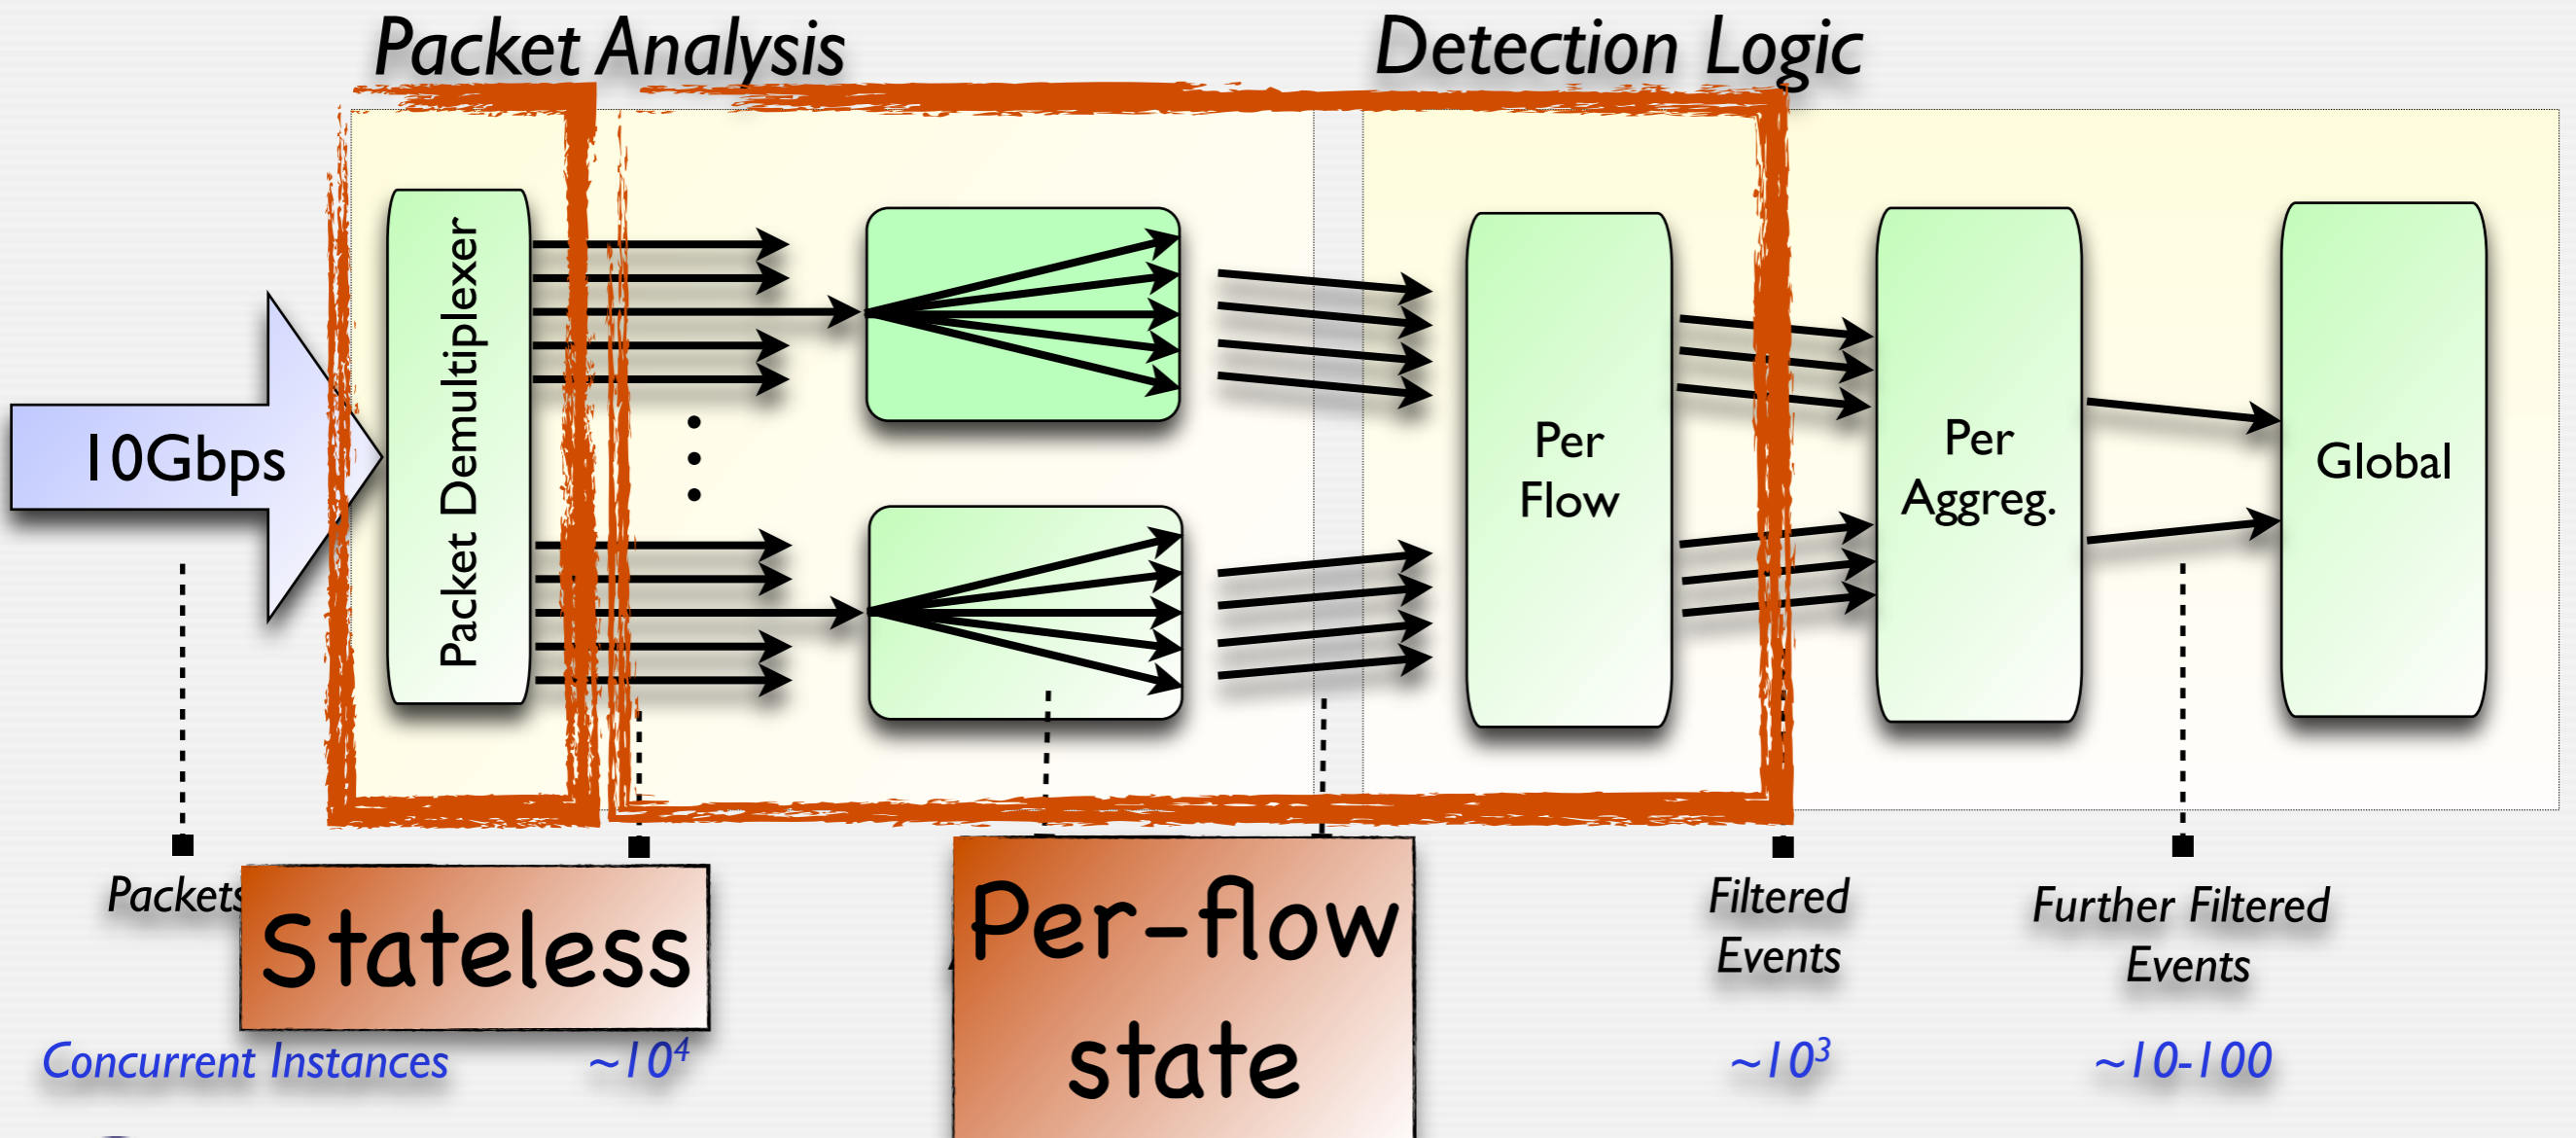 Packet Analysis
Detection Logic
10Gbps
Packet Demultiplexer
Per
Flow
Per
Aggreg.
Global
Packets
Stateless
Per-flow
state
Filtered
Events
Further Filtered
Events
Concurrent Instances
~10⁴
~10³
~10-100